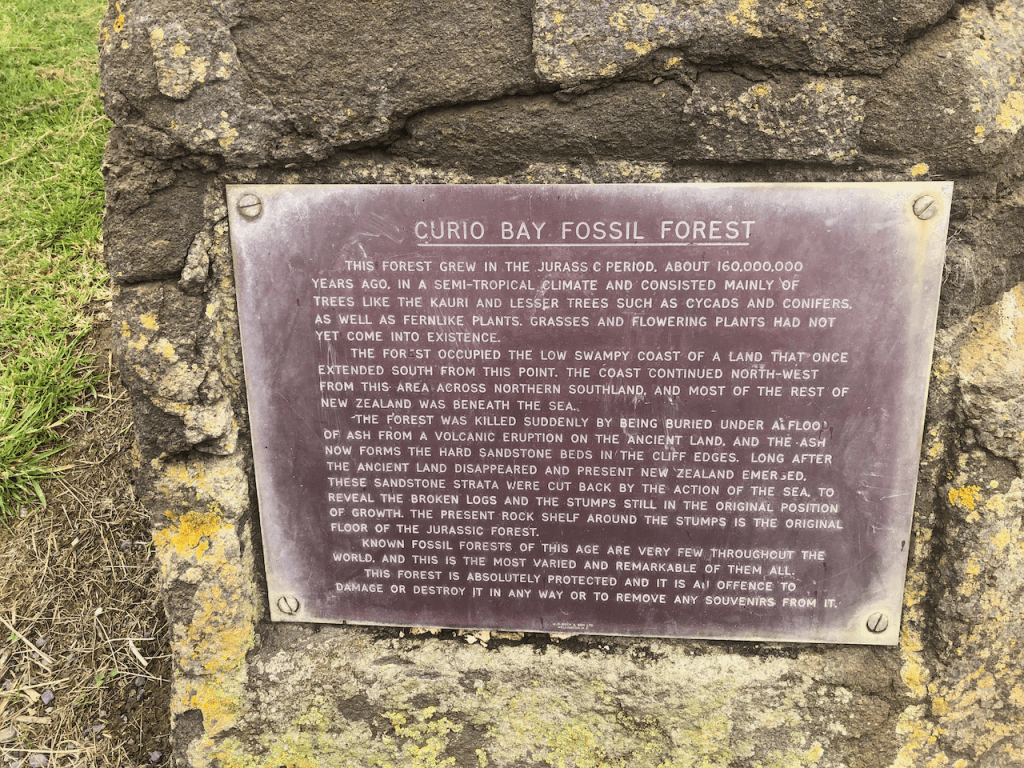 CURIO BAY FOSSIL FOREST
THIS FOREST GREW IN THE JURASS C PERIOD, ABOUT 160,000,000
YEARS AGO, IN A SEMI-TROPICAL CLIMATE AND CONSISTED MAINLY OF
TREES LIKE THE KAURI AND LESSER TREES SUCH AS CYCADS AND CONIFERS,
AS WELL AS FERNLIKE PLANTS. GRASSES AND FLOWERING PLANTS HAD NOT
YET COME INTO EXISTENCE.
THE FOREST OCCUPIED THE LOW SWAMPY COAST OF A LAND THAT ONCE
EXTENDED SOUTH FROM THIS POINT. THE COAST CONTINUED NORTH-WEST
FROM THIS AREA ACROSS NORTHERN SOUTHLAND, AND MOST OF THE REST OF
NEW ZEALAND WAS BENEATH THE SEA.
THE FOREST WAS KILLED SUDDENLY BY BEING BURIED UNDER A FLOO
OF ASH FROM A VOLCANIC ERUPTION ON THE ANCIENT LAND, AND THE ASH
NOW FORMS THE HARD SANDSTONE BEDS IN THE CLIFF EDGES. LONG AFTER
THE ANCIENT LAND DISAPPEARED AND PRESENT NEW ZEALAND EMERGED,
THESE SANDSTONE STRATA WERE CUT BACK BY THE ACTION OF THE SEA, TO
REVEAL THE BROKEN LOGS AND THE STUMPS STILL IN THE ORIGINAL POSITION
OF GROWTH. THE PRESENT ROCK SHELF AROUND THE STUMPS IS THE ORIGINAL
FLOOR OF THE JURASSIC FOREST.
KNOWN FOSSIL FORESTS OF THIS AGE ARE VERY FEW THROUGHOUT THE
WORLD, AND THIS IS THE MOST VARIED AND REMARKABLE OF THEM ALL.
THIS FOREST IS ABSOLUTELY PROTECTED AND IT IS AN OFFENCE TO
DAMAGE OR DESTROY IT IN ANY WAY OR TO REMOVE ANY SOUVENIRS FROM IT.